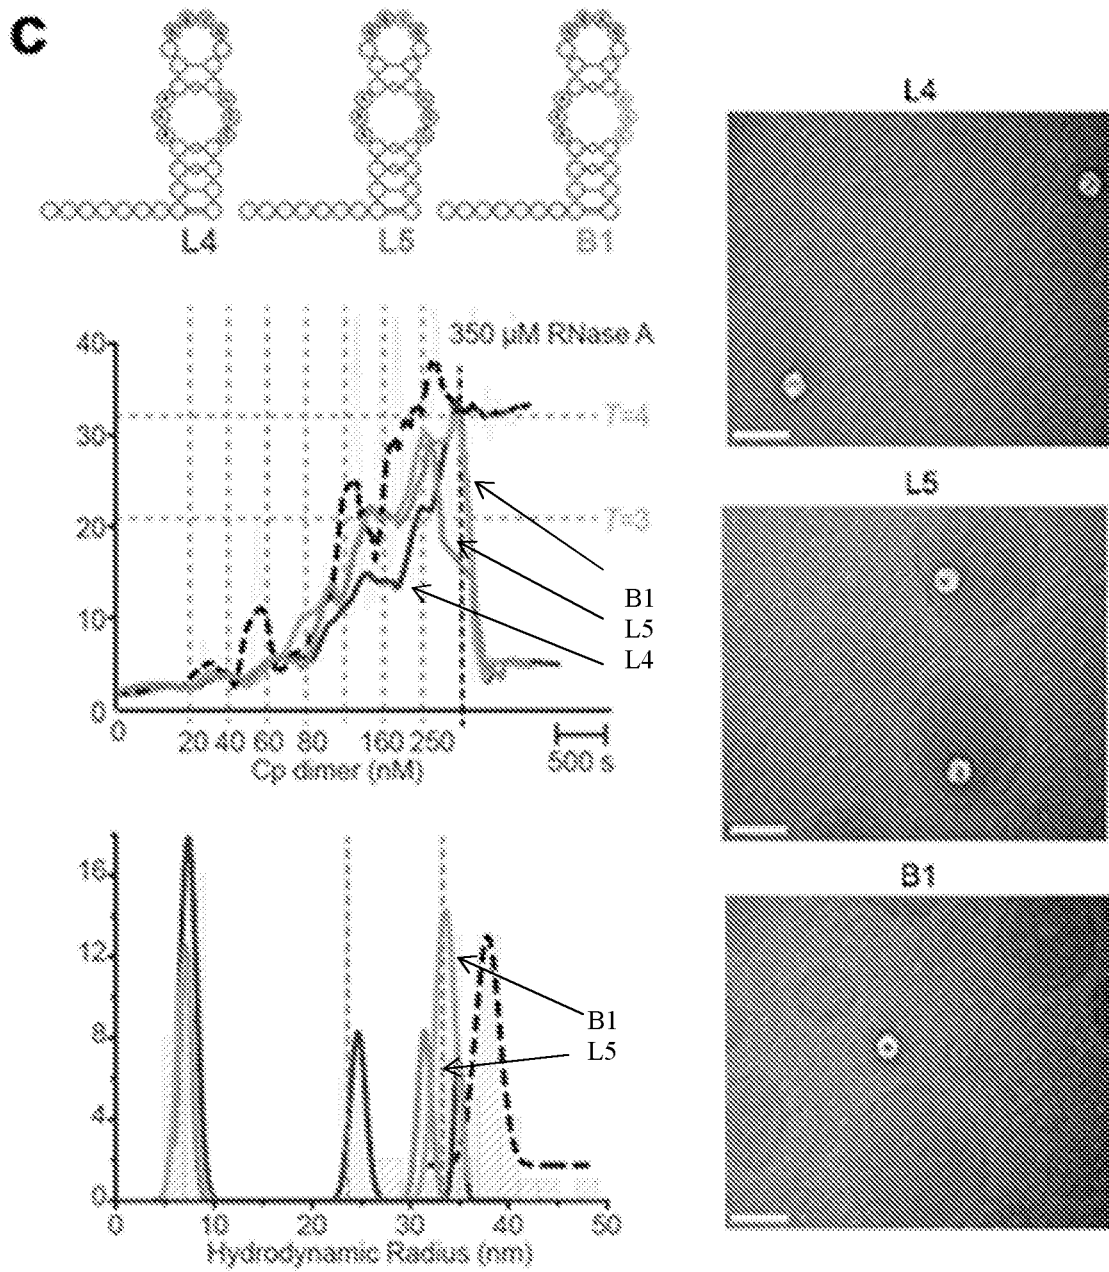 C
L4 L5 B1
L4
350 µM RNase A
40
T=4
30
T=3
20
B1
L5
L4
10
0
0 20 40 60 80 160 250
500 s
Cp dimer (nM)
L5
16
12
B1
L5
8
4
0
0 10 20 30 40 50
Hydrodynamic Radius (nm)
B1